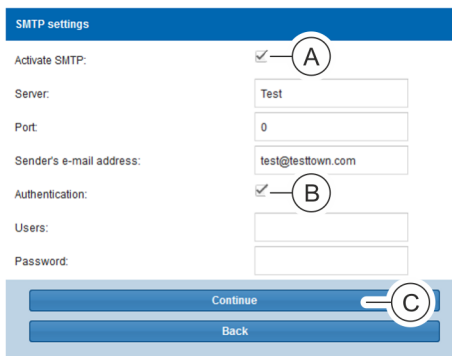 SMTP settings
Activate SMTP: A
Server: Test
Port: 0
Sender's e-mail address: test@testtown.com
Authentication: B
Users:
Password:
Continue C
Back